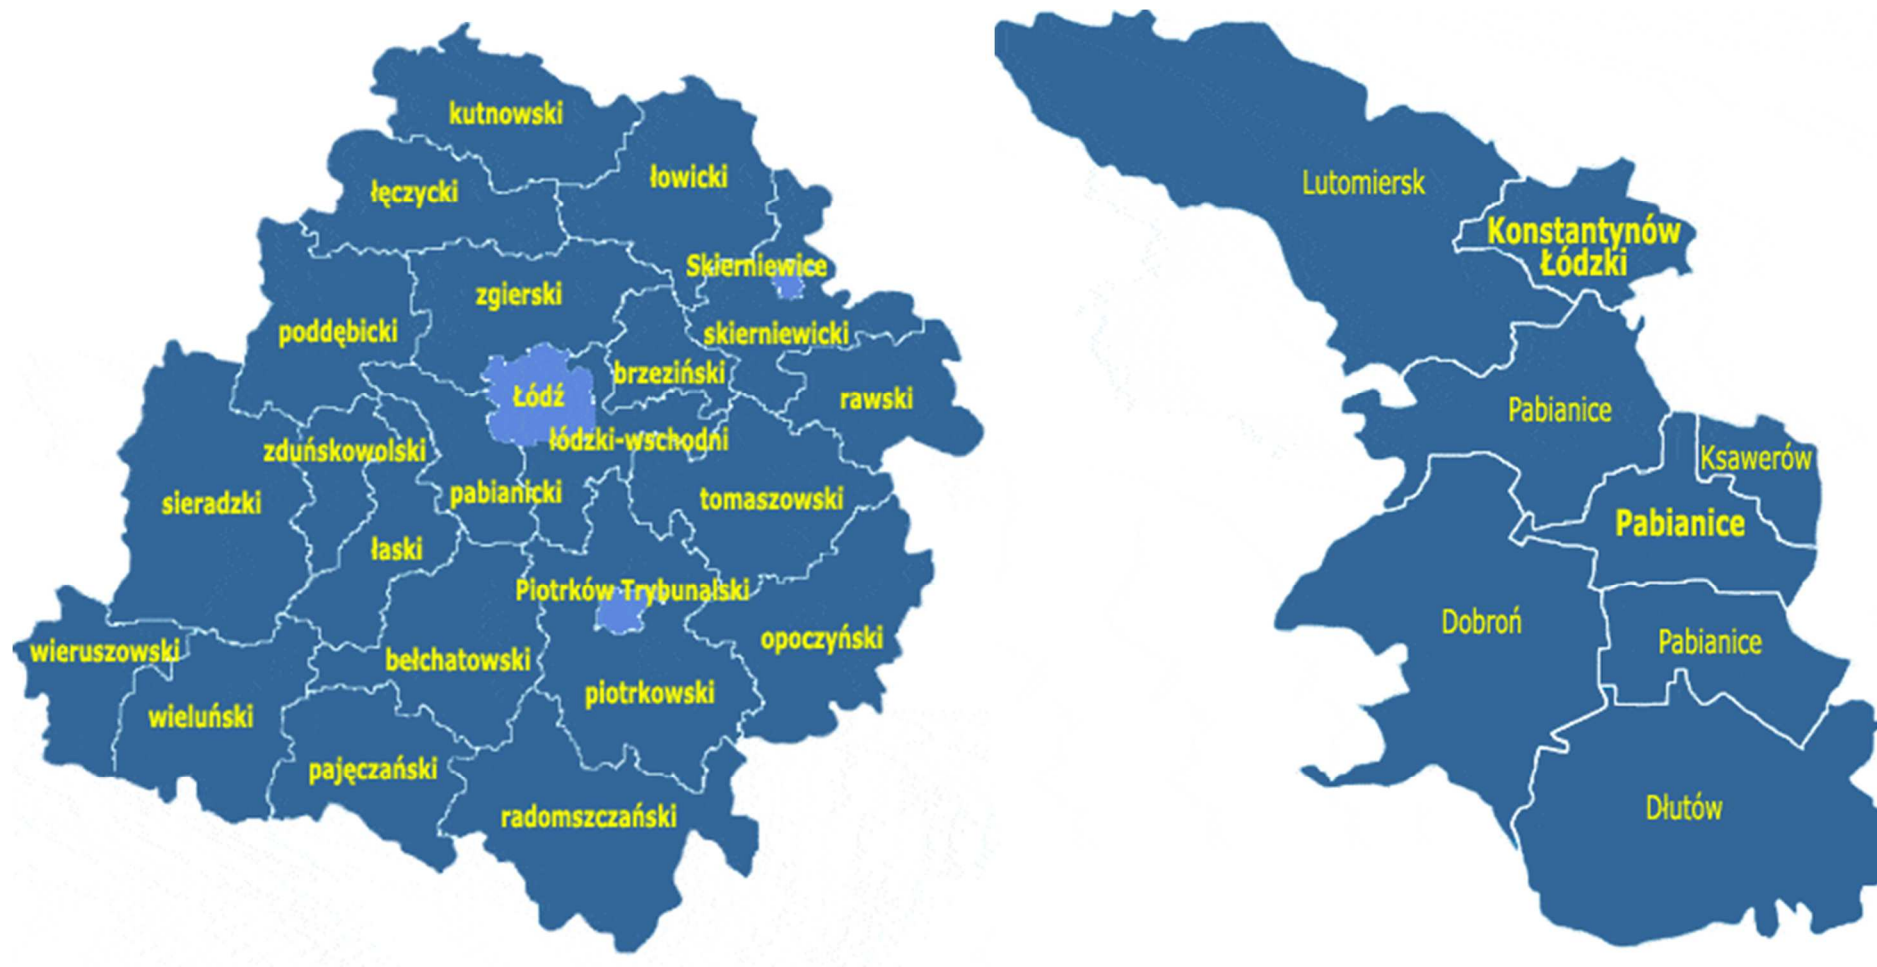 kutnowski
łęczycki
łowicki
Skierniewice
zgierski
poddębicki
skierniewicki
brzeziński
Łódź
rawski
łódzki-wschodni
zduńskowolski
sieradzki
pabianicki
tomaszowski
łaski
Piotrków Trybunalski
opoczyński
wieruszowski
bełchatowski
piotrkowski
wieluński
pajęczański
radomszczański
Lutomiersk
Konstantynów
Łódzki
Pabianice
Ksawerów
Pabianice
Dobroń
Pabianice
Dłutów